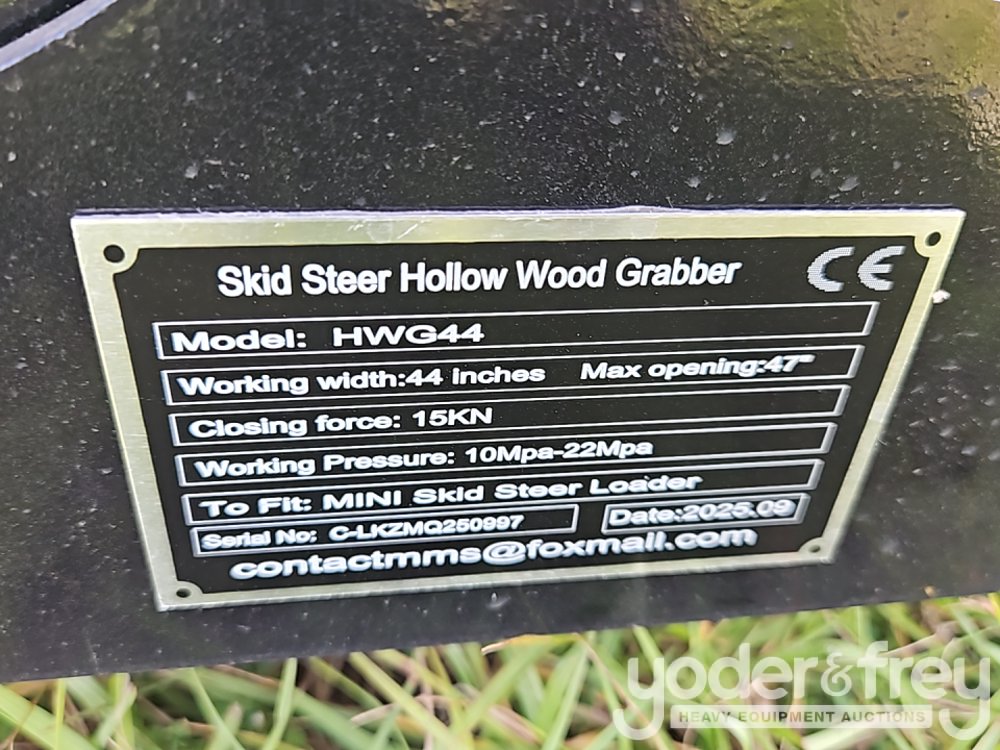 Skid Steer Hollow Wood Grabber CE
Model: HWG44
Working width:44 inches Max opening:47"
Closing force: 15KN
Working Pressure: 10Mpa-22Mpa
To Fit: MINI Skid Steer Loader
Serial No: C-LKZMQ250997 Date:2025.09
contactmms@foxmail.com
yoder&frey
HEAVY EQUIPMENT AUCTIONS